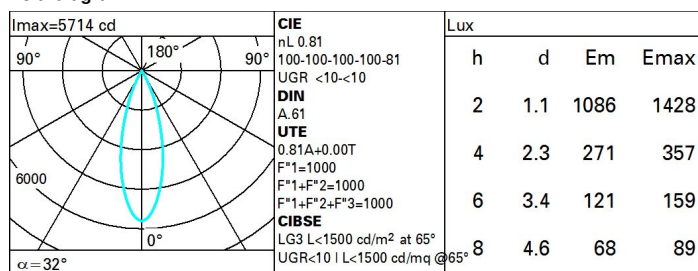 Imax=5714 cd
90° 180° 90°
6000
0°
α=32°
CIE
nL 0.81
100-100-100-100-81
UGR <10-<10
DIN
A.61
UTE
0.81A+0.00T
F"1=1000
F"1+F"2=1000
F"1+F"2+F"3=1000
CIBSE
LG3 L<1500 cd/m² at 65°
UGR<10 | L<1500 cd/mq @65°
Lux
h d Em Emax
2 1.1 1086 1428
4 2.3 271 357
6 3.4 121 159
8 4.6 68 89